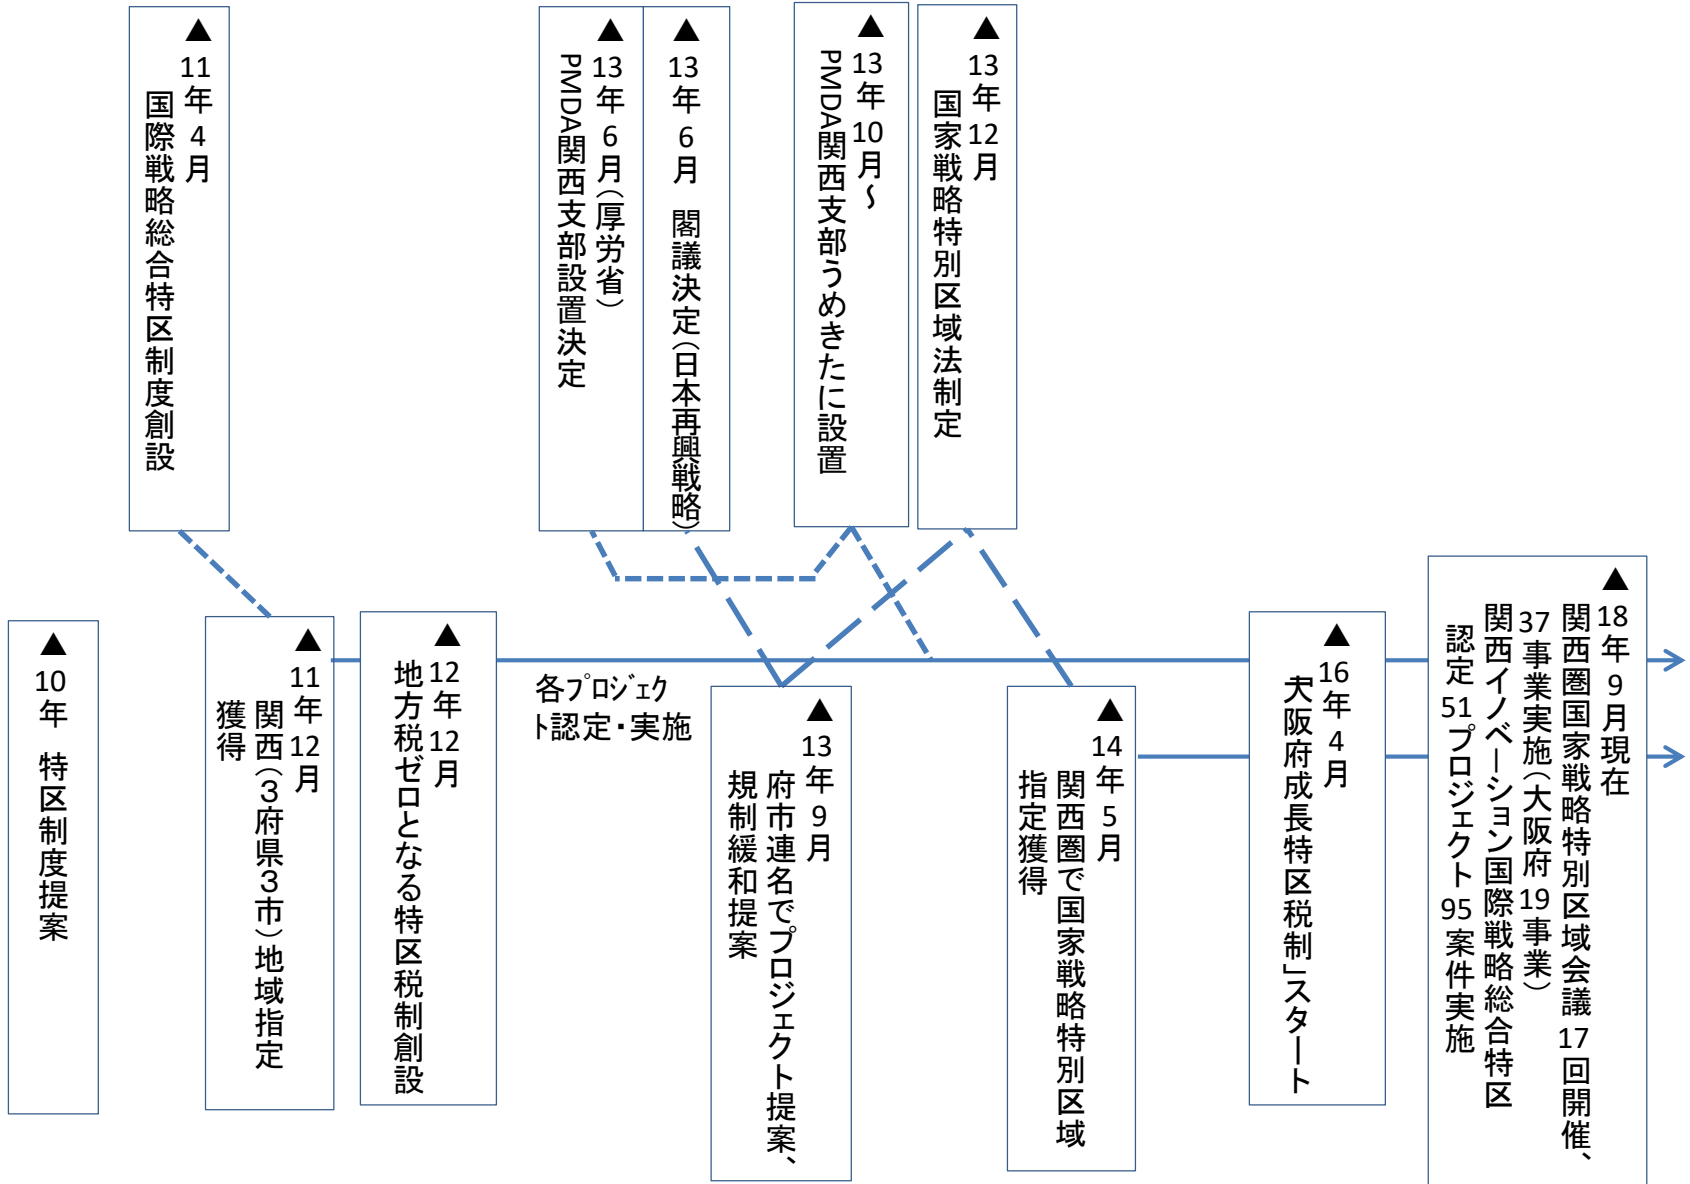 ▲
11年4月
国際戦略総合特区制度創設
▲
13年6月（厚労省）
PMDA関西支部設置決定
▲
13年6月 閣議決定（日本再興戦略）
▲
13年10月～
PMDA関西支部うめきたに設置
▲
13年12月
国家戦略特別区域法制定
▲
10年 特区制度提案
▲
11年12月
関西（３府県３市）地域指定
獲得
▲
12年12月
地方税ゼロとなる特区税制創設
各プロジェク
ト認定・実施
▲
13年9月
府市連名でプロジェクト提案、
規制緩和提案
▲
14年5月
関西圏で国家戦略特別区域
指定獲得
▲
16年4月
「大阪府成長特区税制」スタート
▲
18年9月現在
関西圏国家戦略特別区域会議17回開催、
37事業実施（大阪府19事業）
関西イノベーション国際戦略総合特区
認定51プロジェクト95案件実施